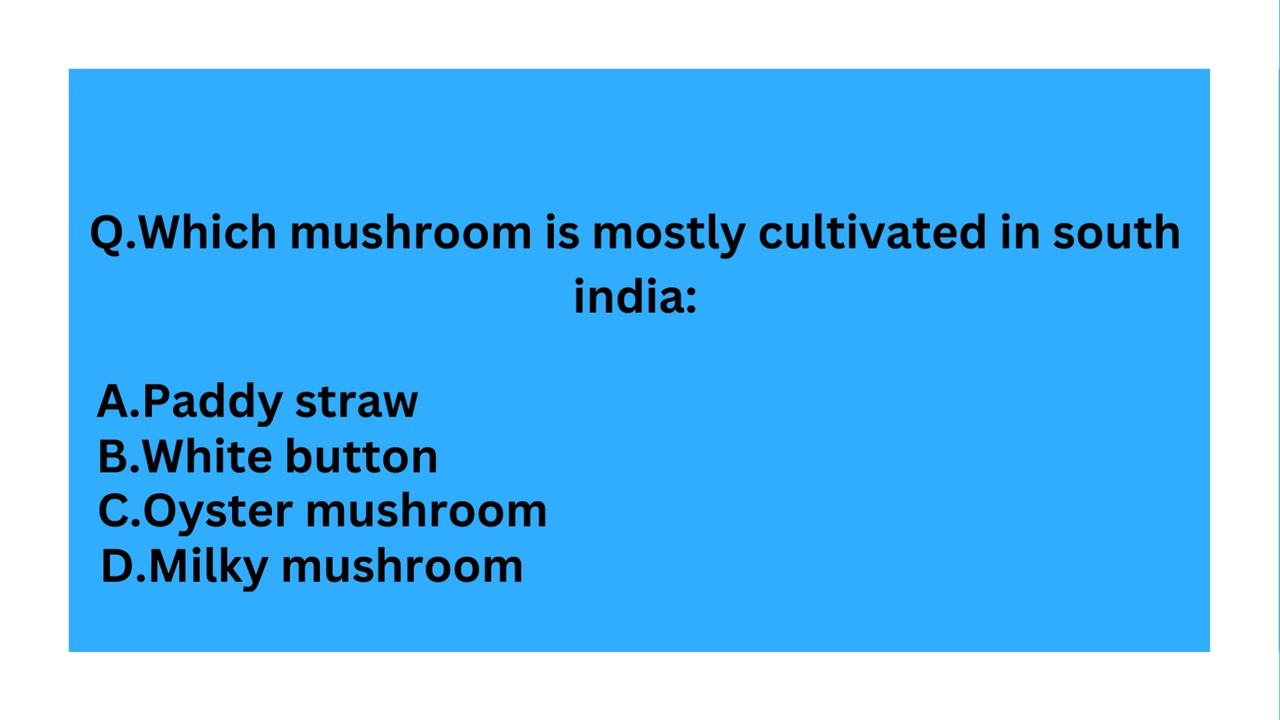 Q.Which mushroom is mostly cultivated in south
india:
A.Paddy straw
B.White button
C.Oyster mushroom
D.Milky mushroom